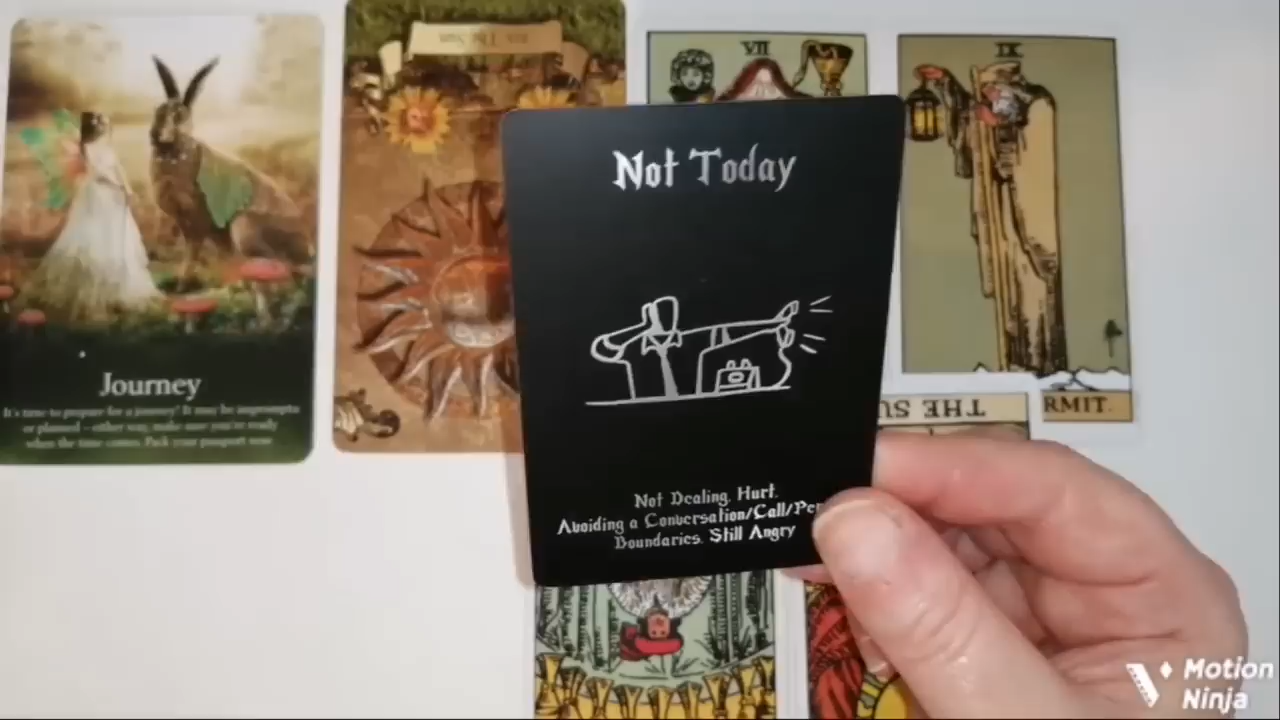 VII
IX
Not Today
Journey
It's time to prepare for a journey! It may be impromptu
or planned – either way, make sure you're ready
when the time comes. Pack your passport now
THE SU
RMIT.
Not Dealing. Hurt.
Avoiding a Conversation/Call/Per
Boundaries. Still Angry
Motion
Ninja